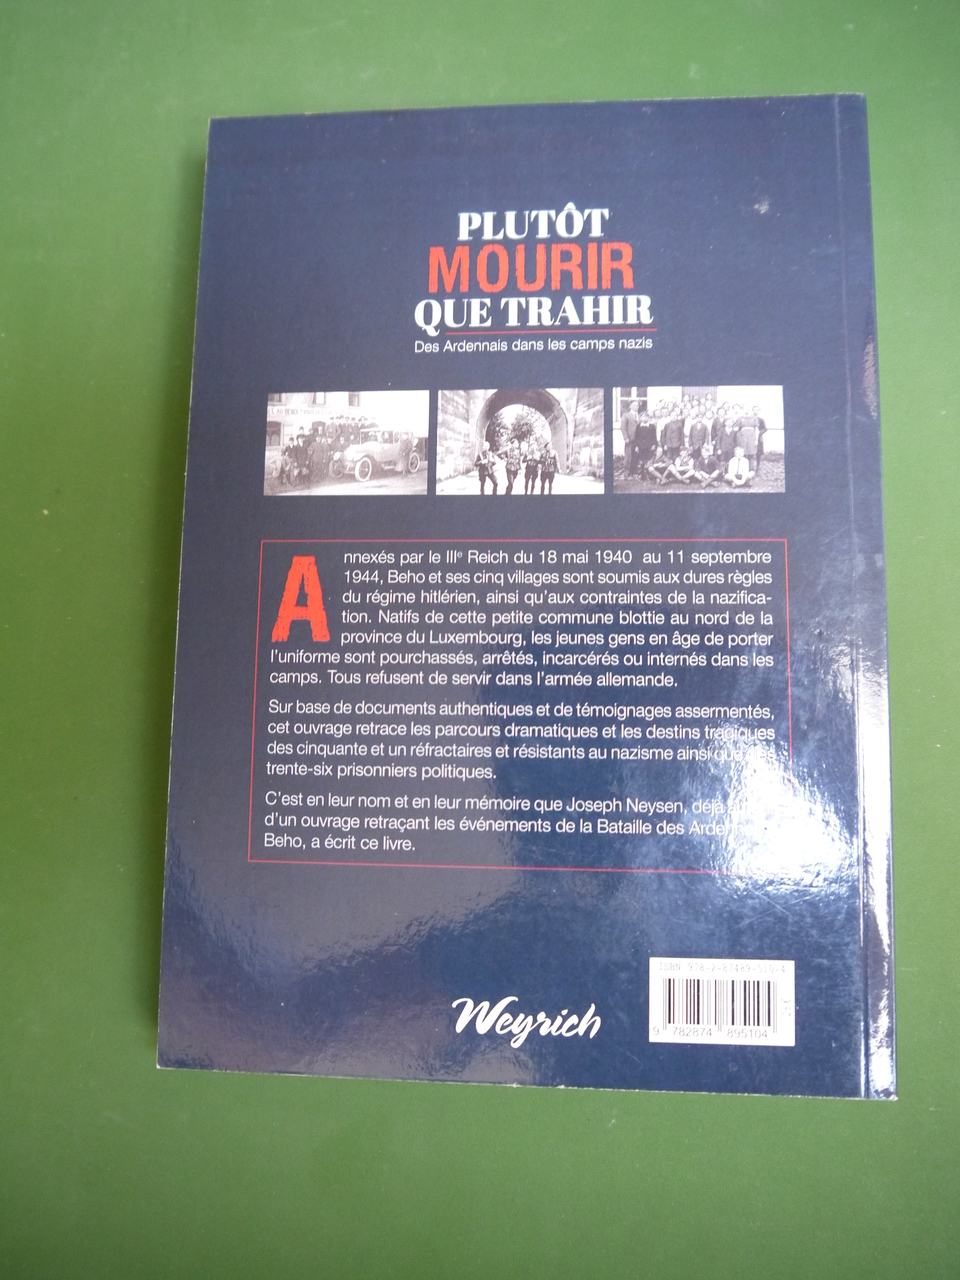 PLUTÔT
MOURIR
QUE TRAHIR
Des Ardennais dans les camps nazis
Annexés par le IIIe Reich du 18 mai 1940 au 11 septembre
1944, Beho et ses cinq villages sont soumis aux dures règles
du régime hitlérien, ainsi qu'aux contraintes de la nazifica-
tion. Natifs de cette petite commune blottie au nord de la
province du Luxembourg, les jeunes gens en âge de porter
l'uniforme sont pourchassés, arrêtés, incarcérés ou internés dans les
camps. Tous refusent de servir dans l'armée allemande.
Sur base de documents authentiques et de témoignages assermentés,
cet ouvrage retrace les parcours dramatiques et les destins tragiques
des cinquante et un réfractaires et résistants au nazisme ainsi que
trente-six prisonniers politiques.
C'est en leur nom et en leur mémoire que Joseph Neysen, déjà
d'un ouvrage retraçant les événements de la Bataille des
Beho, a écrit ce livre.
Weyrich
ISBN 978-2-87489-510-4
9 782874 895104